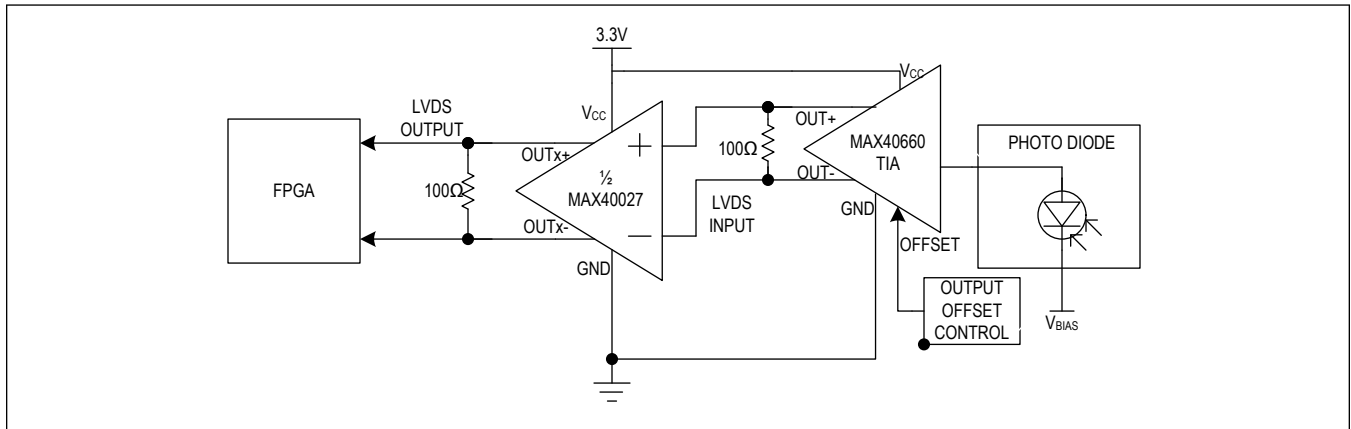 3.3V
VCC
LVDS
OUTPUT
VCC
OUTx+
OUT+
MAX40660
TIA
PHOTO DIODE
100Ω
½
MAX40027
FPGA
100Ω
OUT-
LVDS
INPUT
GND
OUTx-
OFFSET
GND
OUTPUT
OFFSET
CONTROL
VBIAS